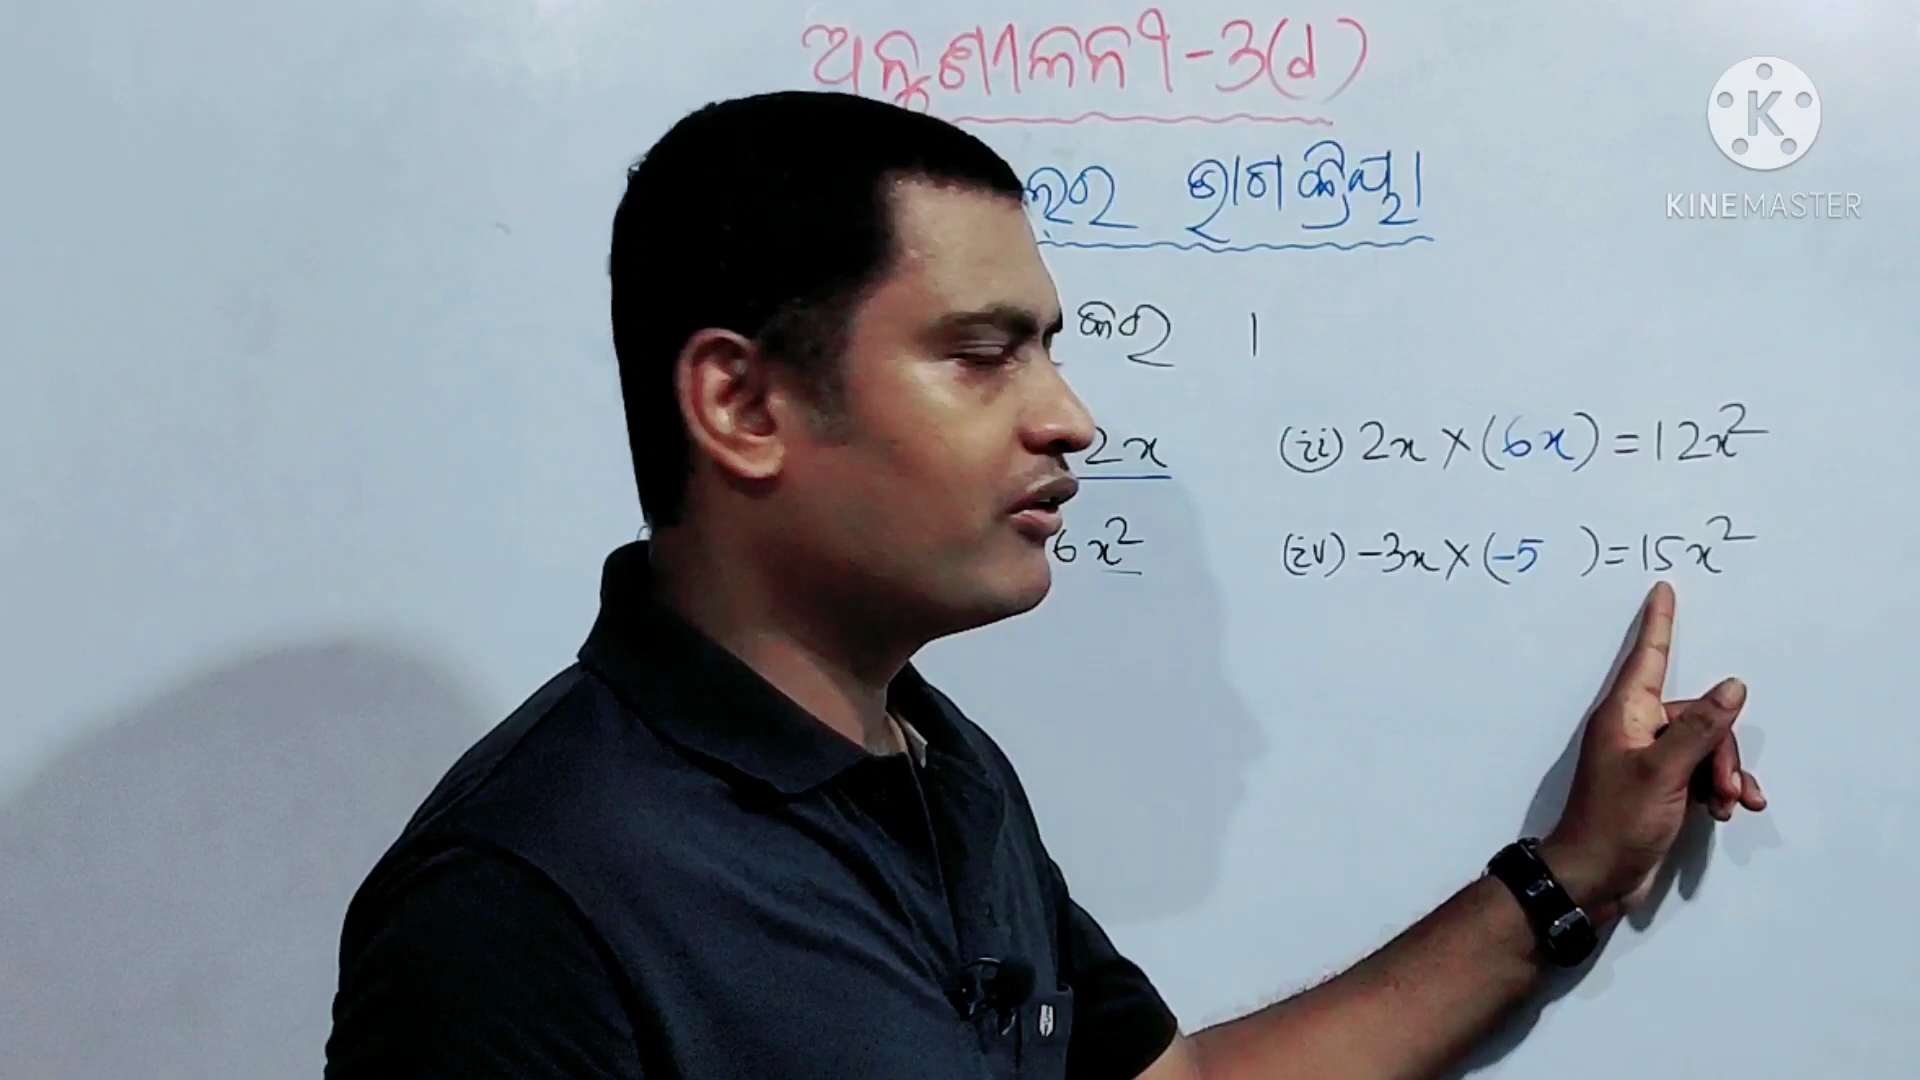 ଅନୁଶୀଳନୀ-3(d)
ଭାଗକ୍ରିୟା
କର ।
2x (ii) 2x × (6x) = 12x²
6x² (iv) -3x × (-5 ) = 15x²
K
KINEMASTER